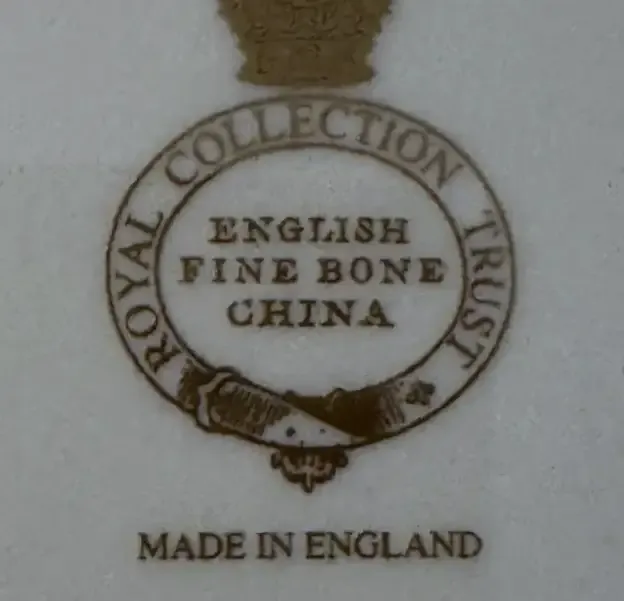 ROYAL COLLECTION TRUST
ENGLISH
FINE BONE
CHINA
MADE IN ENGLAND